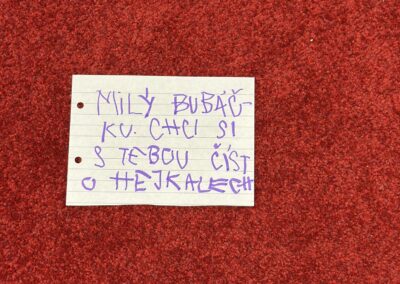 MILÝ BUBÁČ-
KU. CHCI SI
S TEBOU ČÍST
O HEJKALECH